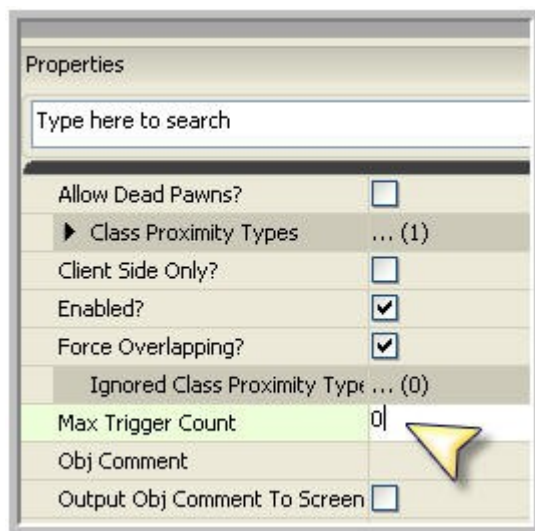 Properties
Type here to search
Allow Dead Pawns?
Class Proximity Types ... (1)
Client Side Only?
Enabled?
Force Overlapping?
Ignored Class Proximity Type ... (0)
Max Trigger Count 0
Obj Comment
Output Obj Comment To Screen